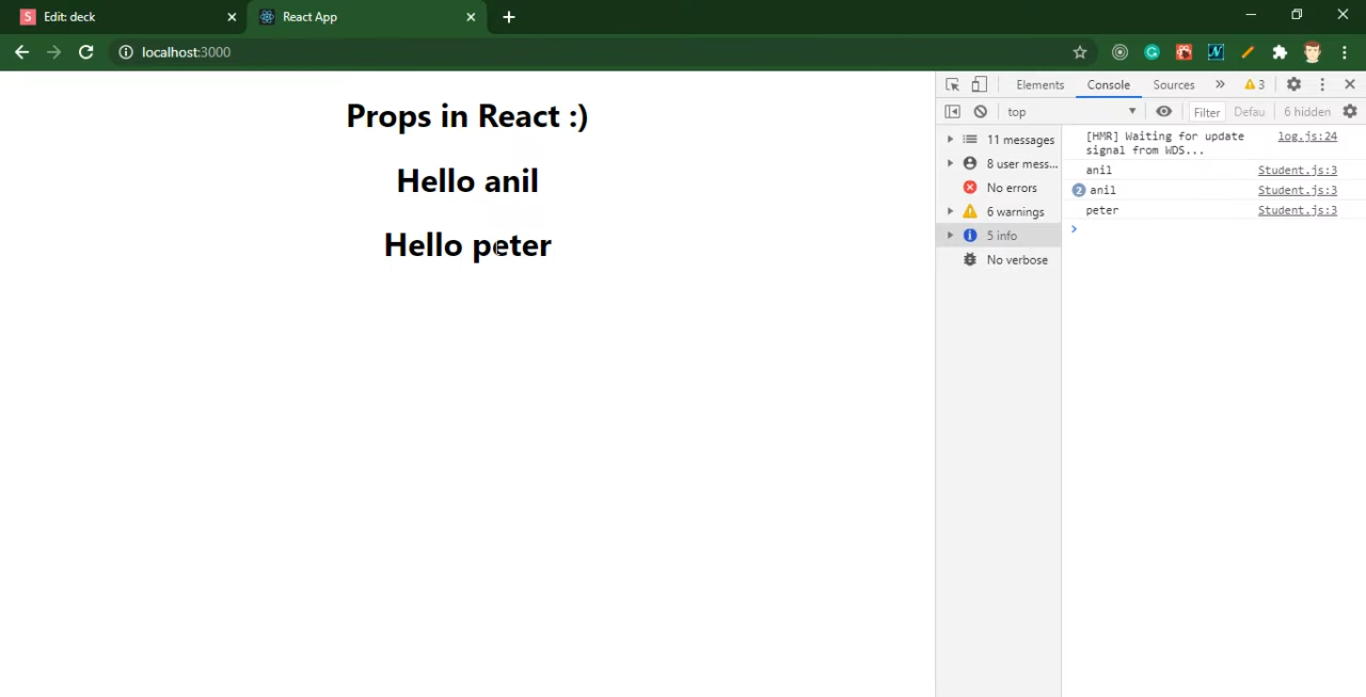 S Edit: deck
React App
localhost:3000
Props in React :)
Hello anil
Hello peter
Elements Console Sources » 3
top Filter Defau 6 hidden
11 messages
8 user mess...
No errors
6 warnings
5 info
No verbose
[HMR] Waiting for update log.js:24
signal from WDS...
anil Student.js:3
2 anil Student.js:3
peter Student.js:3